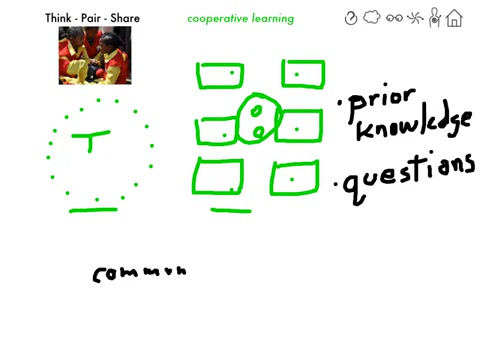 Think - Pair - Share
cooperative learning
T
· prior
knowledge
· questions
common